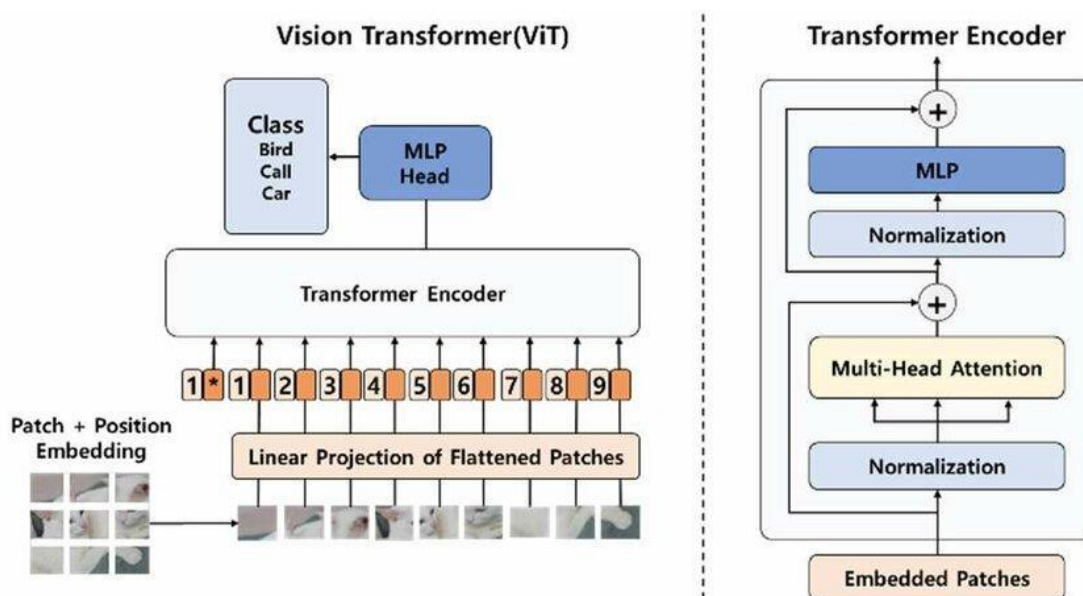 Vision Transformer(ViT)
Class
Bird
Call
Car
MLP
Head
Transformer Encoder
1 * 1 2 3 4 5 6 7 8 9
Patch + Position
Embedding
Linear Projection of Flattened Patches
Transformer Encoder
+
MLP
Normalization
+
Multi-Head Attention
Normalization
Embedded Patches